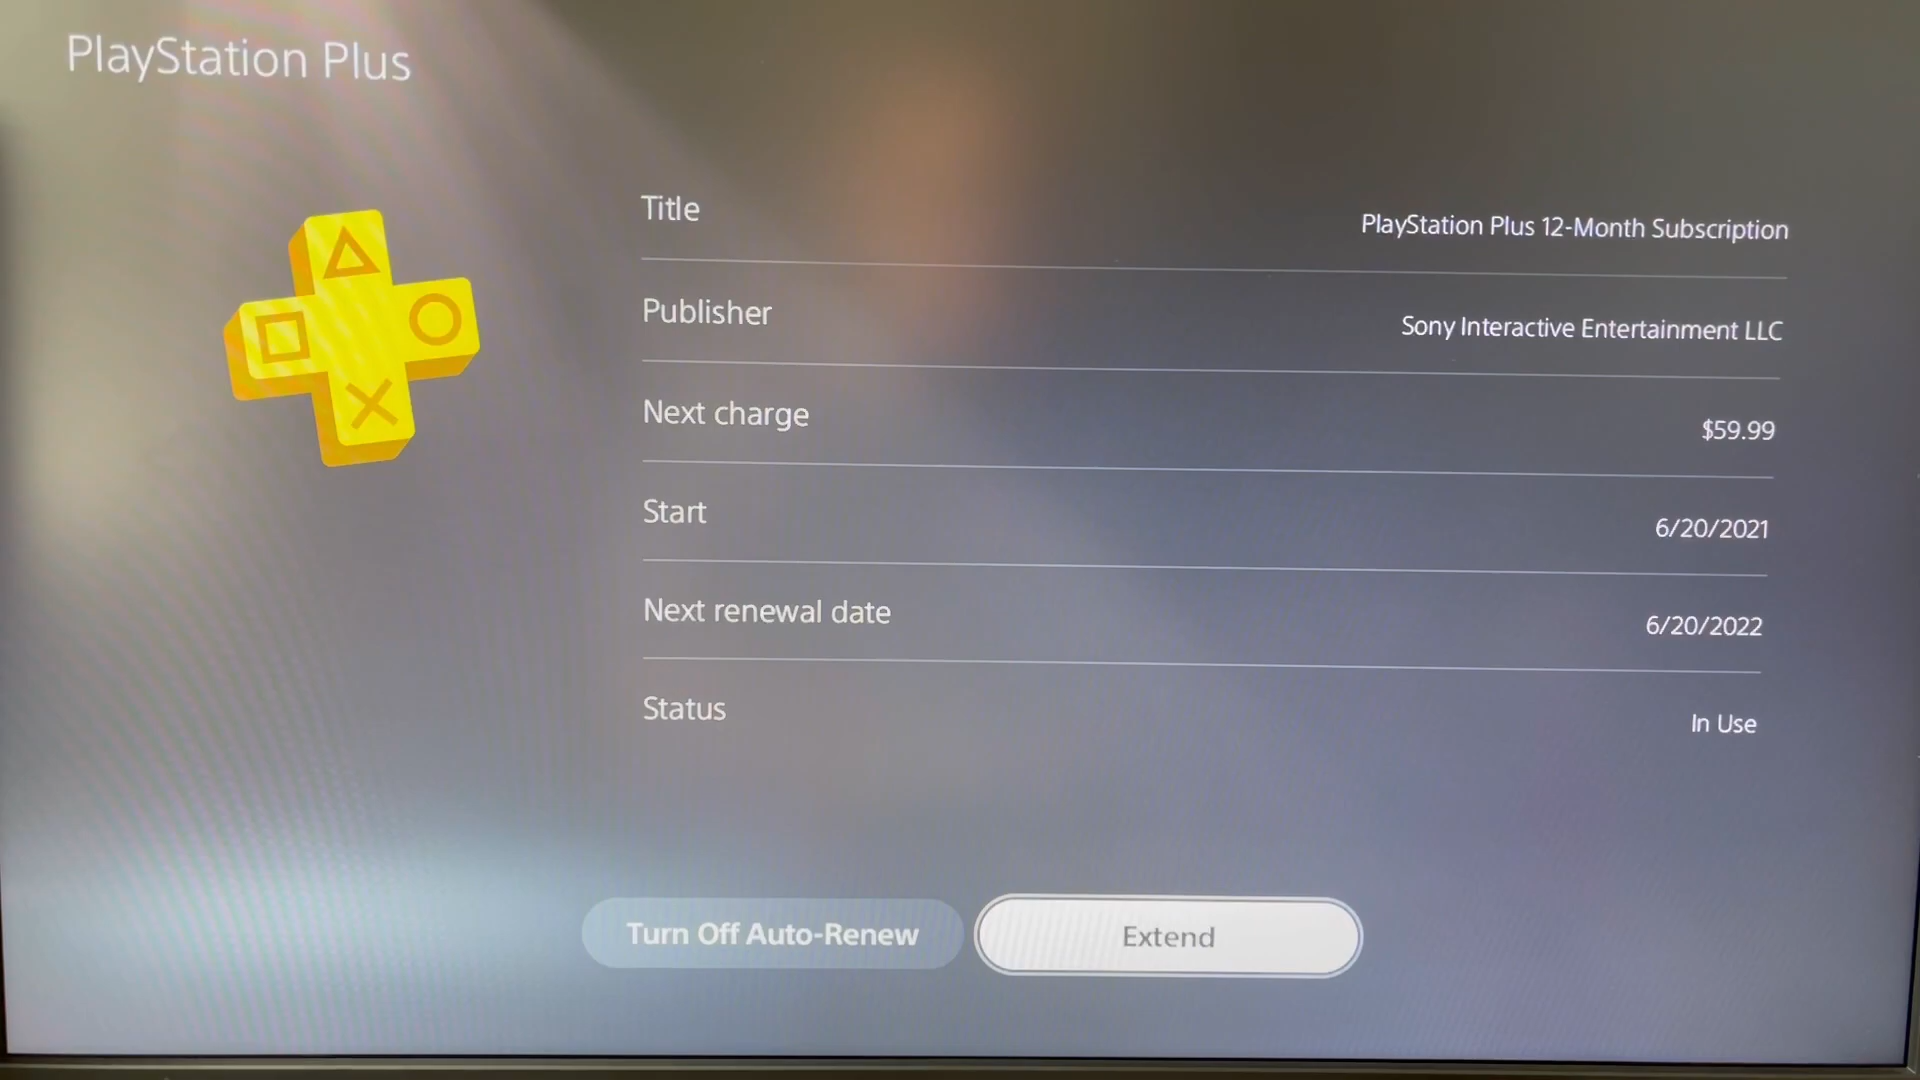 PlayStation Plus
Title
PlayStation Plus 12-Month Subscription
Publisher
Sony Interactive Entertainment LLC
Next charge
$59.99
Start
6/20/2021
Next renewal date
6/20/2022
Status
In Use
Turn Off Auto-Renew
Extend